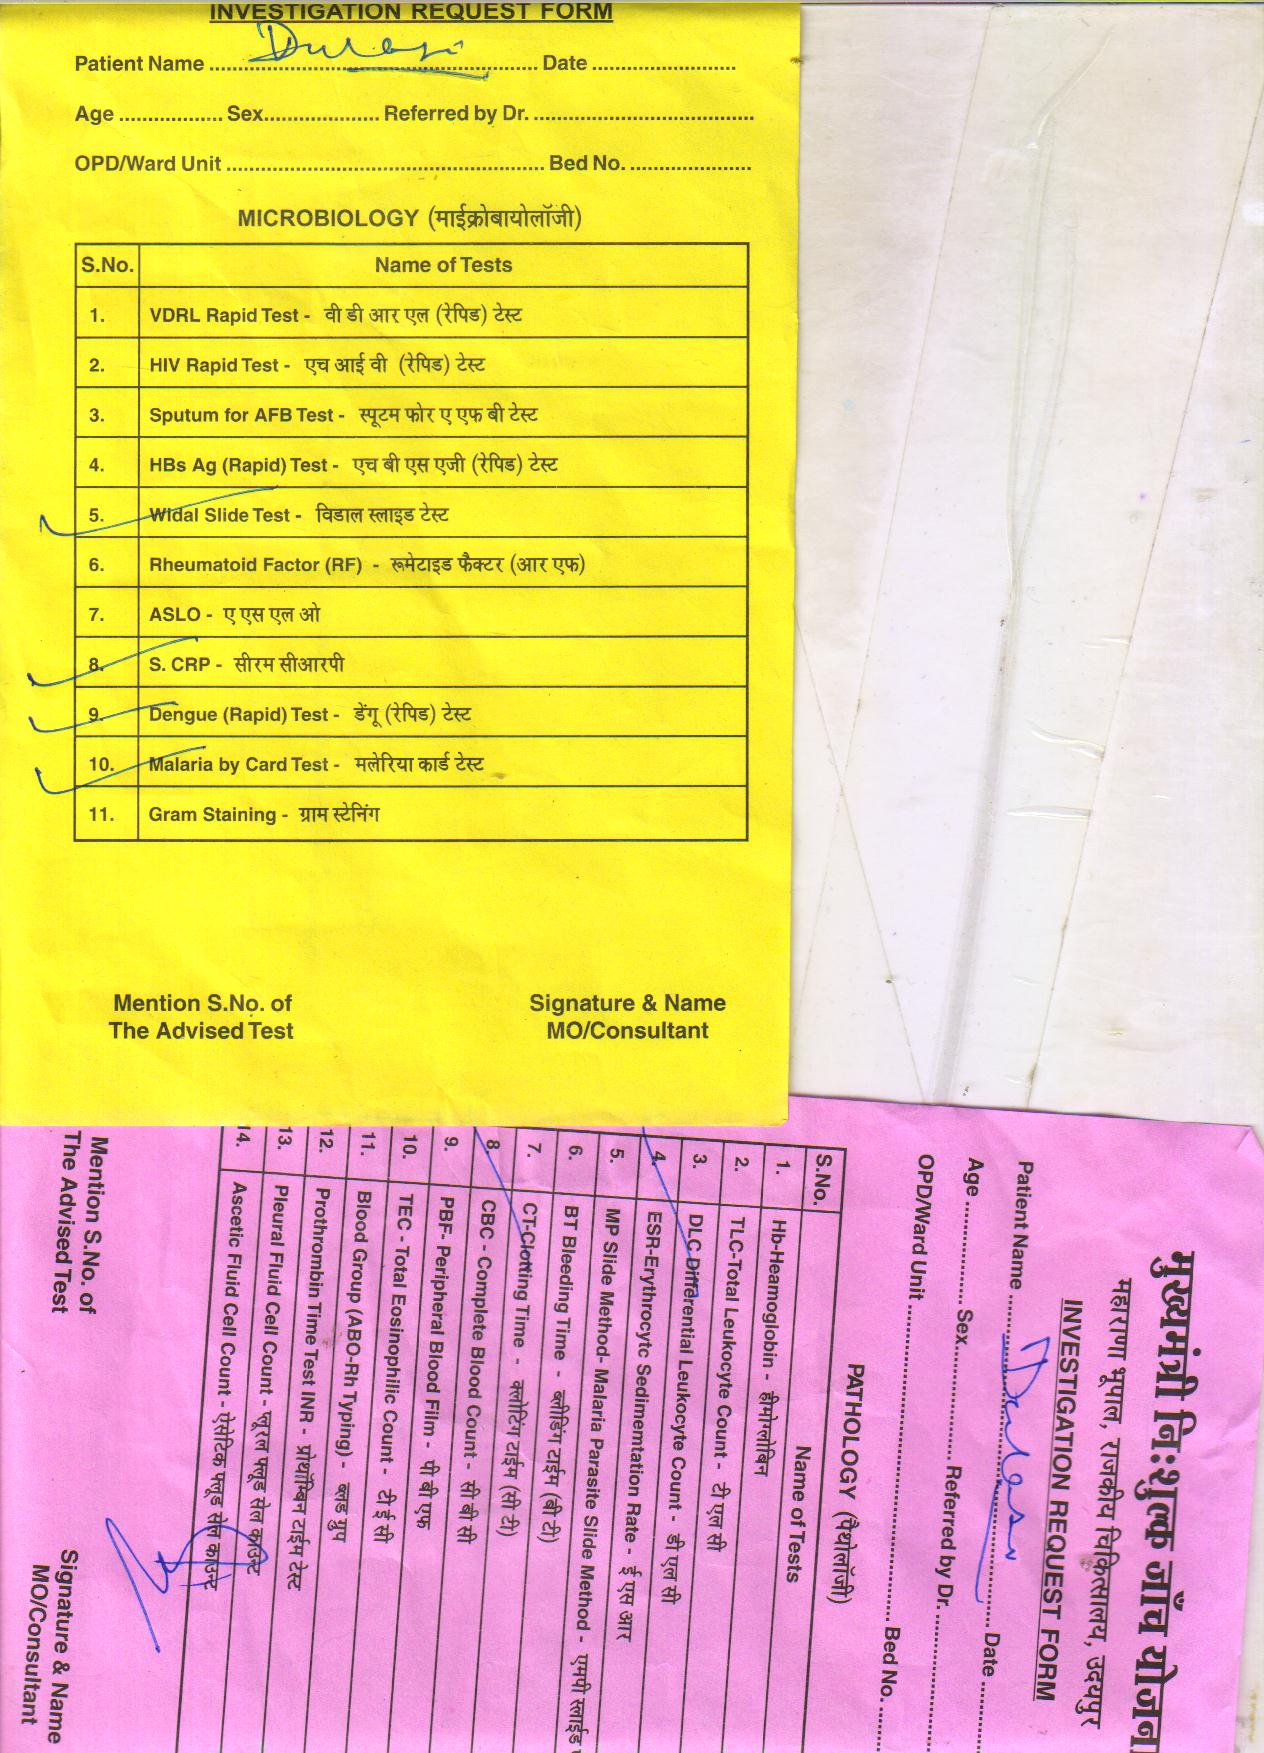 INVESTIGATION REQUEST FORM
Patient Name ............ Date ............
Age ............ Sex............ Referred by Dr. ............
OPD/Ward Unit ............ Bed No. ............
MICROBIOLOGY (माईक्रोबायोलॉजी)
S.No. Name of Tests
1. VDRL Rapid Test - वी डी आर एल (रेपिड) टेस्ट
2. HIV Rapid Test - एच आई वी (रेपिड) टेस्ट
3. Sputum for AFB Test - स्पूटम फोर ए एफ बी टेस्ट
4. HBs Ag (Rapid) Test - एच बी एस एजी (रेपिड) टेस्ट
5. Widal Slide Test - विडाल स्लाइड टेस्ट
6. Rheumatoid Factor (RF) - रूमेटाइड फैक्टर (आर एफ)
7. ASLO - ए एस एल ओ
8. S. CRP - सीरम सीआरपी
9. Dengue (Rapid) Test - डेंगू (रेपिड) टेस्ट
10. Malaria by Card Test - मलेरिया कार्ड टेस्ट
11. Gram Staining - ग्राम स्टेनिंग
Mention S.No. of Signature & Name
The Advised Test MO/Consultant
मुख्यमंत्री नि:शुल्क जाँच योजना
महाराणा भूपाल, राजकीय चिकित्सालय, उदयपुर
INVESTIGATION REQUEST FORM
Patient Name ............ Date ............
Age ............ Sex............ Referred by Dr. ............
OPD/Ward Unit ............ Bed No. ............
PATHOLOGY (पैथोलॉजी)
S.No. Name of Tests
1. Hb-Heamoglobin - हीमोग्लोबिन
2. TLC-Total Leukocyte Count - टी एल सी
3. DLC-Differential Leukocyte Count - डी एल सी
4. ESR-Erythrocyte Sedimemtation Rate - ई एस आर
5. MP Slide Method- Malaria Parasite Slide Method - एमपी स्लाईड
6. BT Bleeding Time - ब्लीडिंग टाईम (बी टी)
7. CT-Clotting Time - क्लोटिंग टाईम (सी टी)
8. CBC - Complete Blood Count - सी बी सी
9. PBF- Peripheral Blood Film - पी बी एफ
10. TEC - Total Eosinophilic Count - टी ई सी
11. Blood Group (ABO-Rh Typing) - ब्लड ग्रुप
12. Prothrombin Time Test INR - प्रोथॉम्बिन टाईम टेस्ट
13. Pleural Fluid Cell Count - प्लूरल फ्लूड सेल काउन्ट
14. Ascetic Fluid Cell Count - ऐसेटिक फ्लूड सेल काउन्ट
Mention S.No. of Signature & Name
The Advised Test MO/Consultant